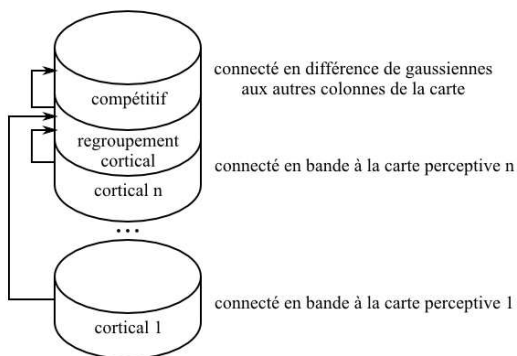 connecté en différence de gaussiennes
aux autres colonnes de la carte
compétitif
regroupement
cortical
connecté en bande à la carte perceptive n
cortical n
...
connecté en bande à la carte perceptive 1
cortical 1